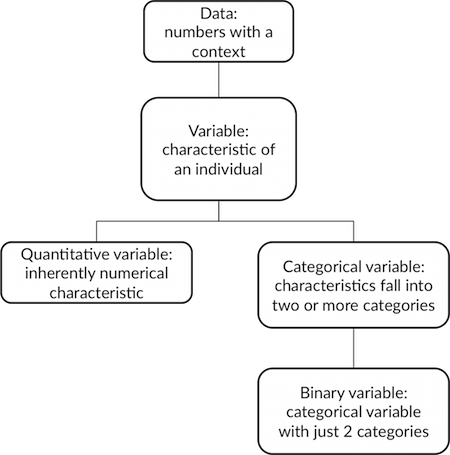 Data:
numbers with a
context
Variable:
characteristic of
an individual
Quantitative variable:
inherently numerical
characteristic
Categorical variable:
characteristics fall into
two or more categories
Binary variable:
categorical variable
with just 2 categories